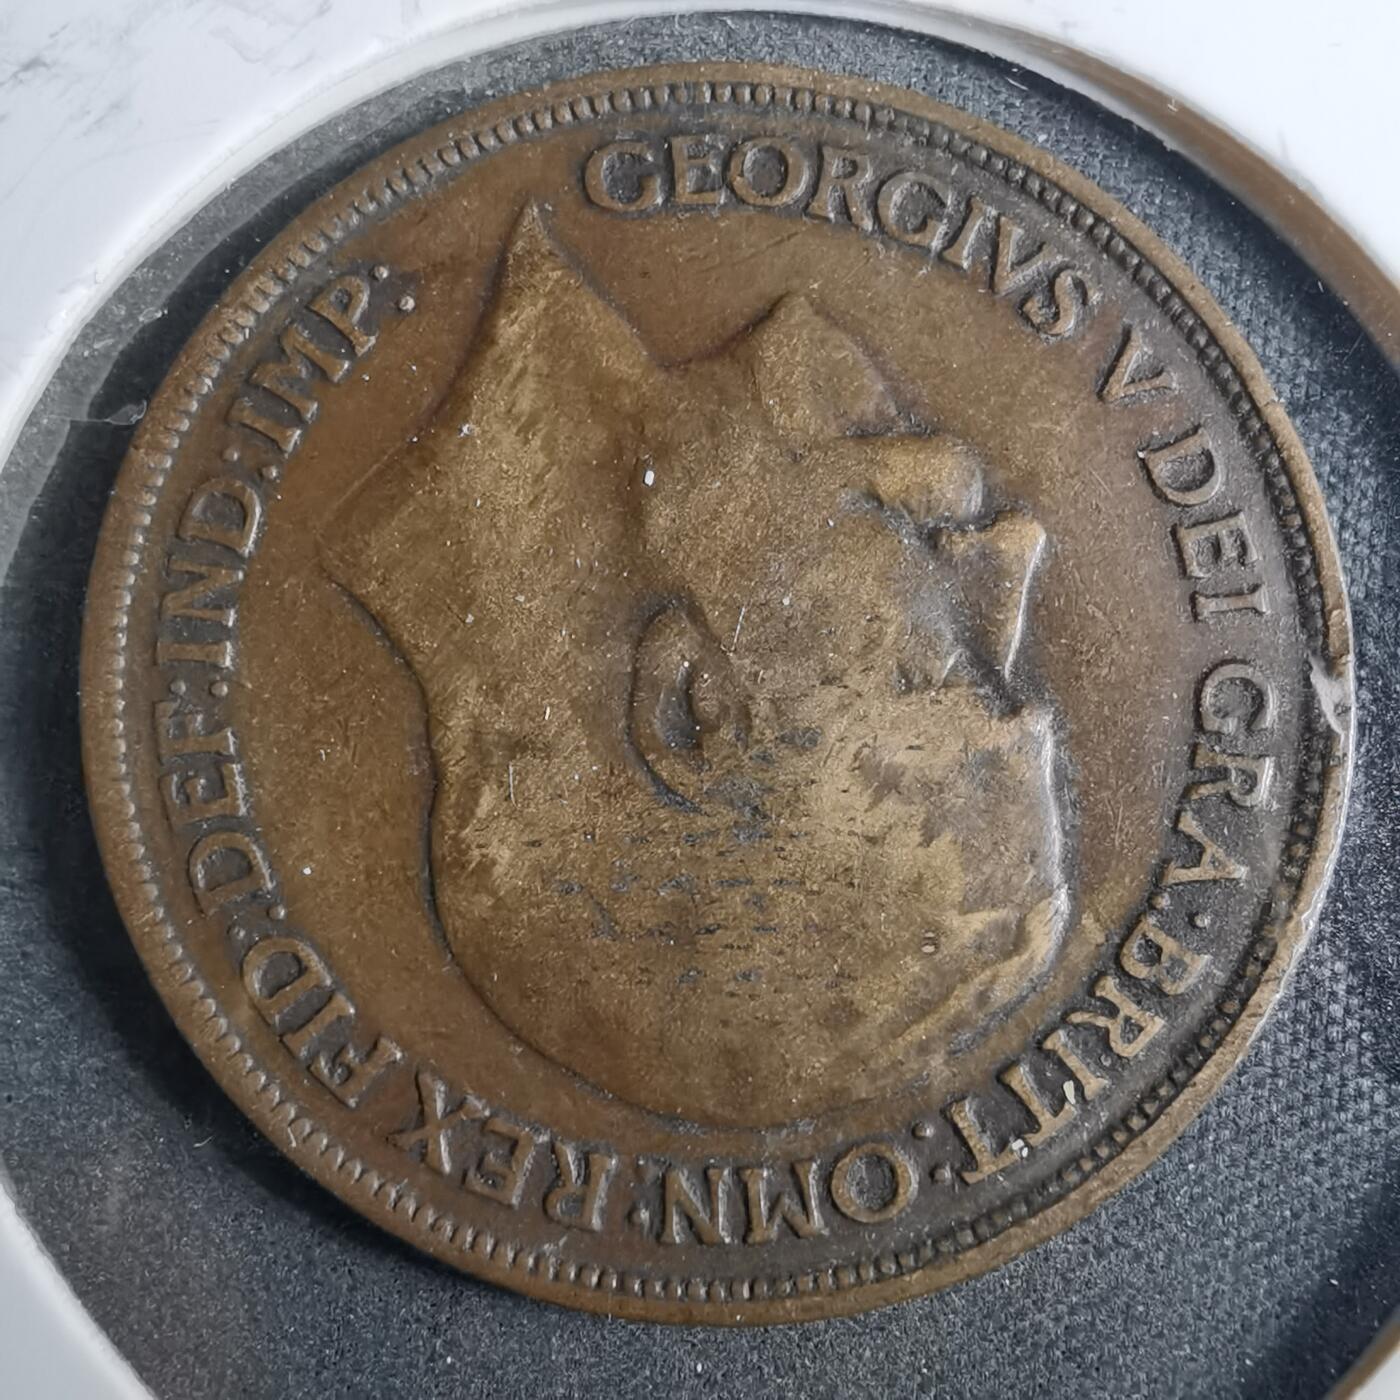 GEORGIVS V DEI GRA:BRITT:OMN:REX FID:DEF:IND:IMP: